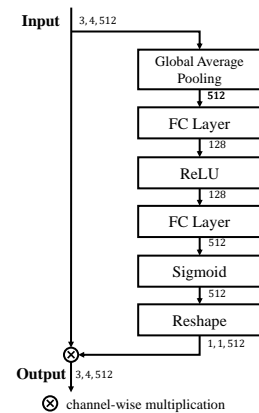 Input
3, 4, 512
Global Average
Pooling
512
FC Layer
128
ReLU
128
FC Layer
512
Sigmoid
512
Reshape
1, 1, 512
Output
3, 4, 512
channel-wise multiplication